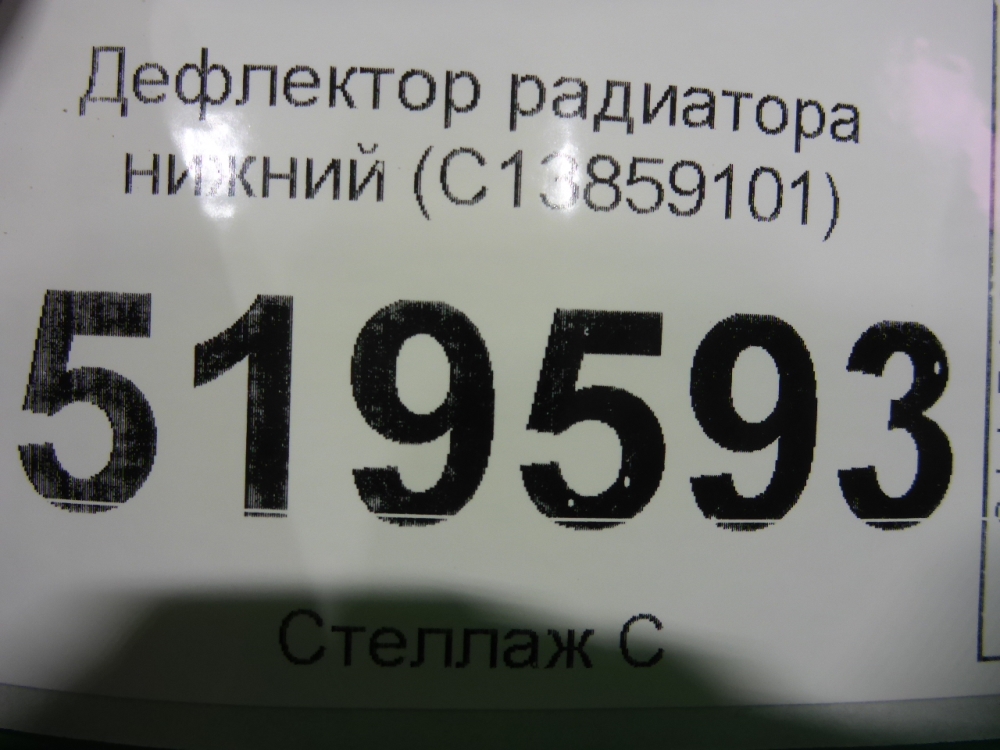 Дефлектор радиатора
нижний (C13859101)
519593
Стеллаж С